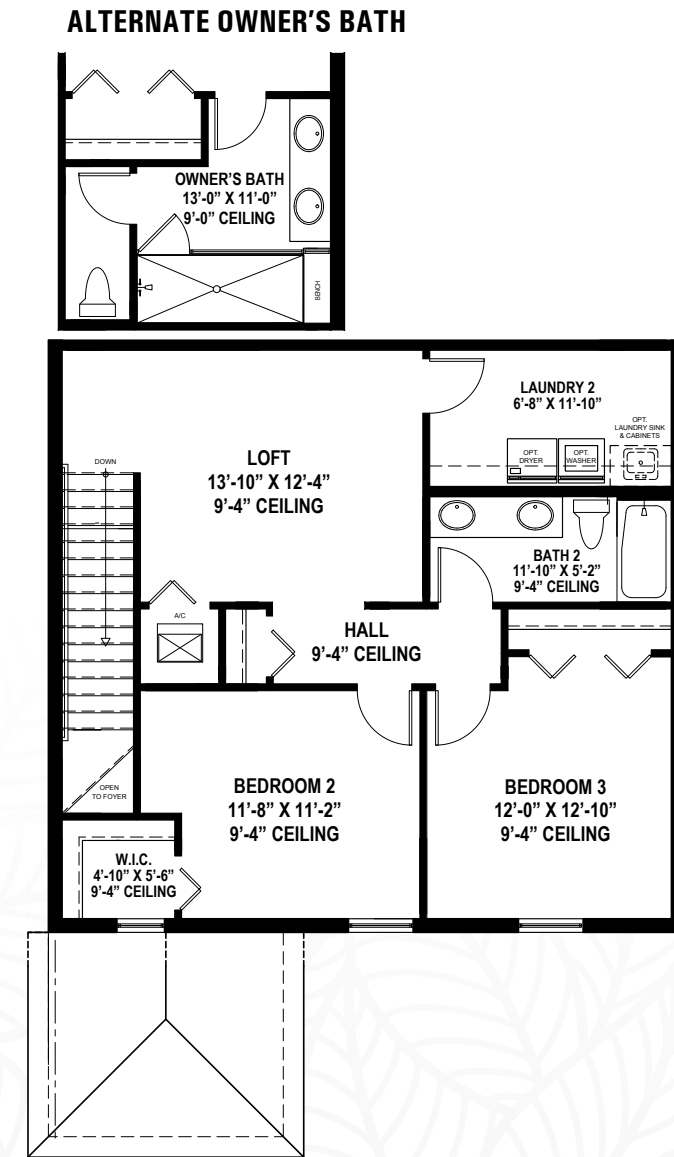 ALTERNATE OWNER'S BATH
OWNER'S BATH
13'-0" X 11'-0"
9'-0" CEILING
BENCH
LAUNDRY 2
6'-8" X 11'-10"
OPT.
LAUNDRY SINK
& CABINETS
OPT.
DRYER
OPT.
WASHER
DOWN
LOFT
13'-10" X 12'-4"
9'-4" CEILING
BATH 2
11'-10" X 5'-2"
9'-4" CEILING
A/C
HALL
9'-4" CEILING
OPEN
TO FOYER
BEDROOM 2
11'-8" X 11'-2"
9'-4" CEILING
BEDROOM 3
12'-0" X 12'-10"
9'-4" CEILING
W.I.C.
4'-10" X 5'-6"
9'-4" CEILING